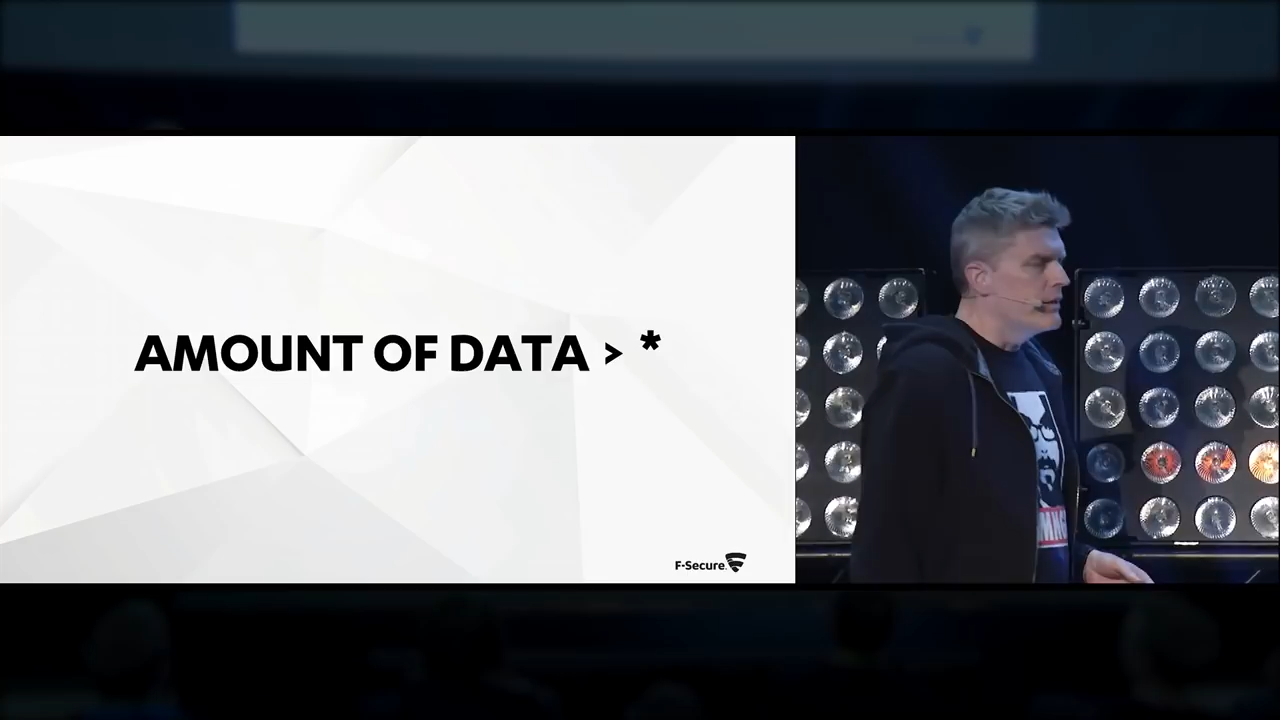 AMOUNT OF DATA > *
F-Secure.